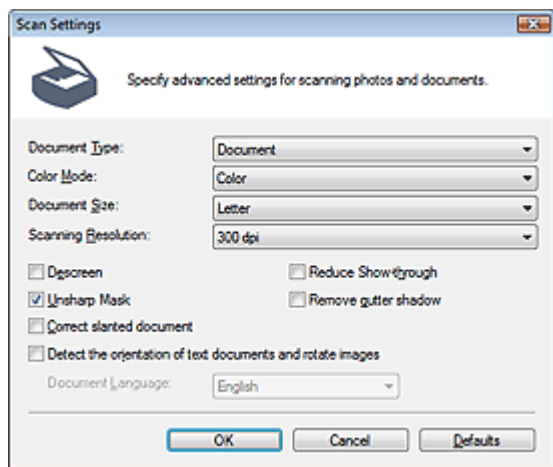 Scan Settings
Specify advanced settings for scanning photos and documents.
Document Type: Document
Color Mode: Color
Document Size: Letter
Scanning Resolution: 300 dpi
Descreen Reduce Show-through
Unsharp Mask Remove gutter shadow
Correct slanted document
Detect the orientation of text documents and rotate images
Document Language: English
OK Cancel Defaults